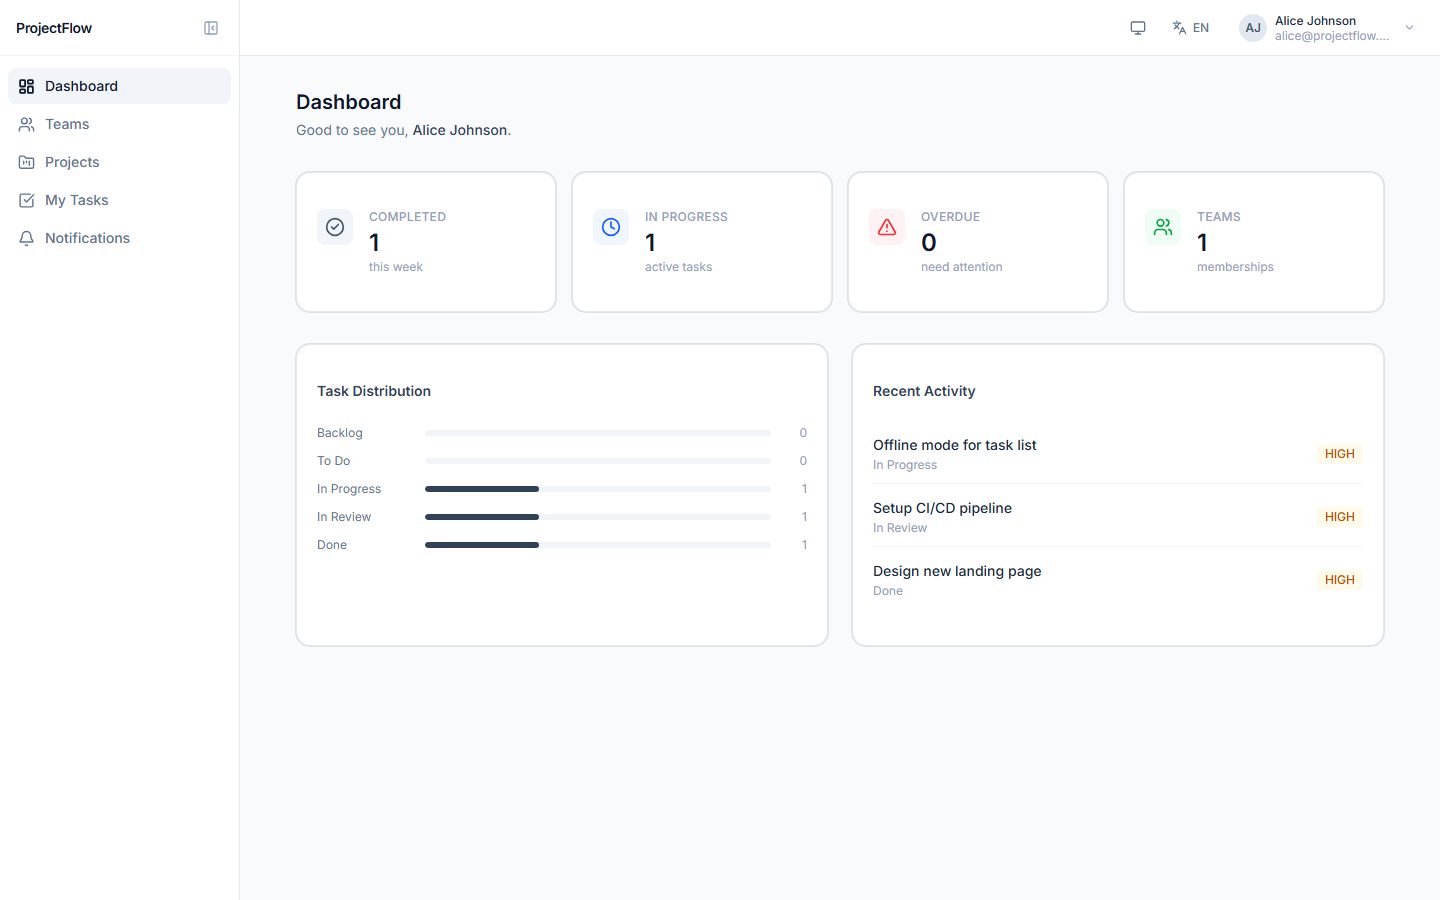 ProjectFlow
EN
AJ
Alice Johnson
alice@projectflow....
Dashboard
Teams
Projects
My Tasks
Notifications
Dashboard
Good to see you, Alice Johnson.
COMPLETED
1
this week
IN PROGRESS
1
active tasks
OVERDUE
0
need attention
TEAMS
1
memberships
Task Distribution
Backlog 0
To Do 0
In Progress 1
In Review 1
Done 1
Recent Activity
Offline mode for task list
In Progress
HIGH
Setup CI/CD pipeline
In Review
HIGH
Design new landing page
Done
HIGH